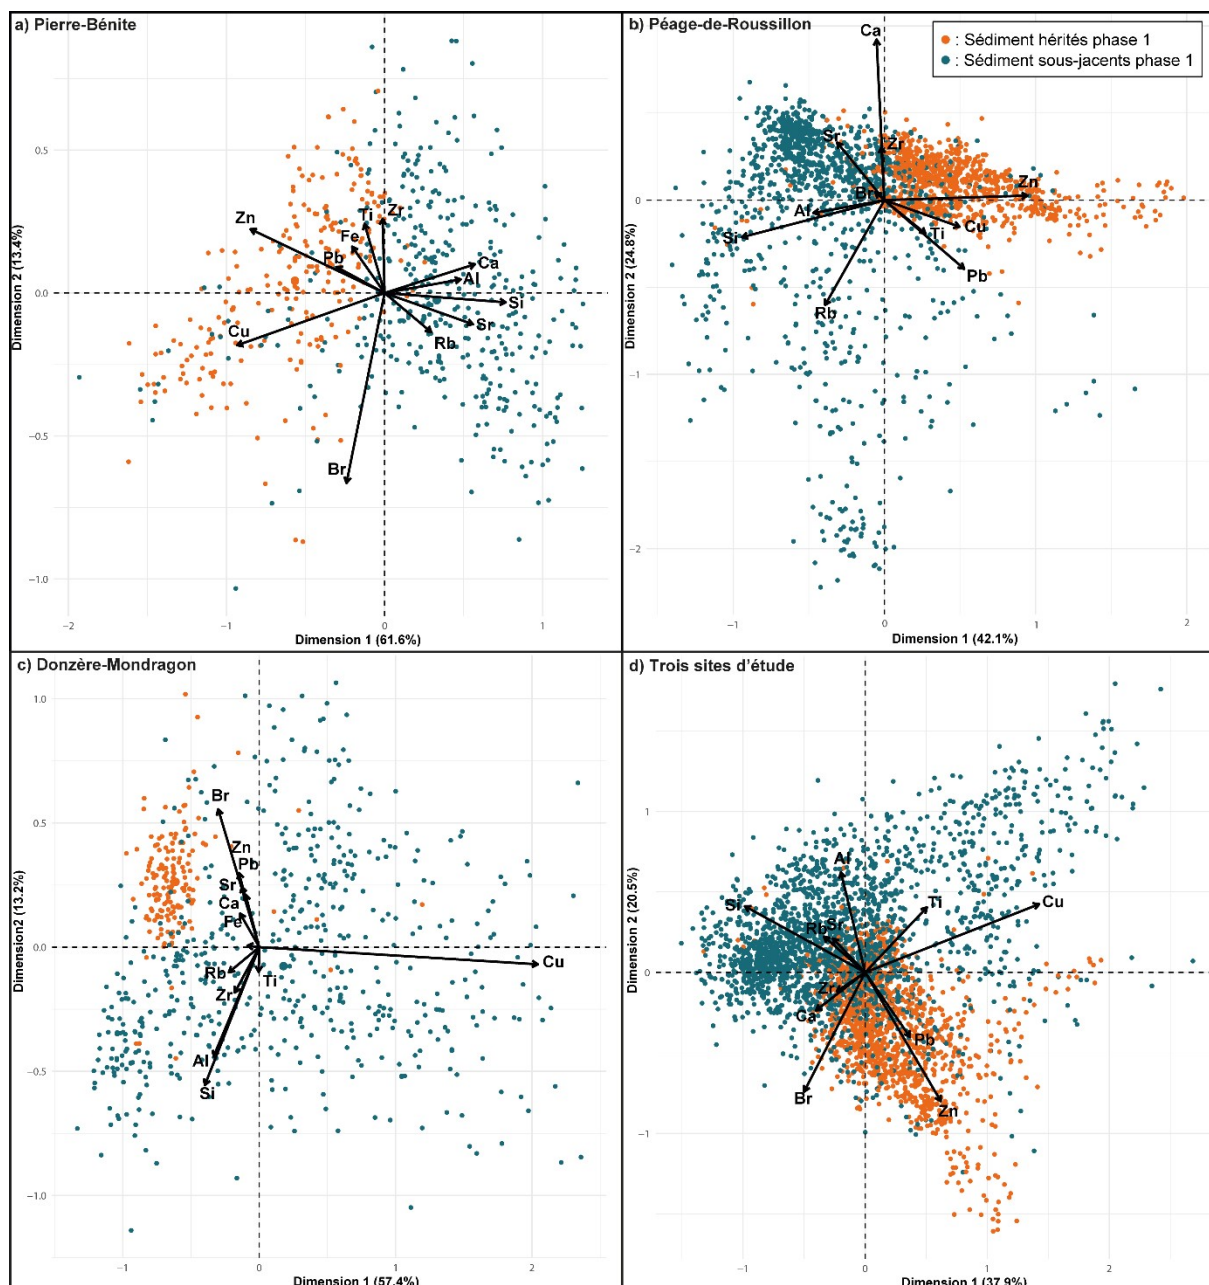 a) Pierre-Bénite
0.5
0.0
−0.5
−1.0
−2
−1
0
1
Zn
Ti
Zr
Fe
Pb
Ca
Al
Si
Cu
Sr
Rb
Br
Dimension 2 (13.4%)
Dimension 1 (61.6%)
b) Péage-de-Roussillon
: Sédiment hérités phase 1
: Sédiment sous-jacents phase 1
0
−1
−2
−1
0
1
2
Ca
Sr
Zr
Br
Zn
Al
Si
Ti
Cu
Pb
Rb
Dimension 2 (24.8%)
Dimension 1 (42.1%)
c) Donzère-Mondragon
1.0
0.5
0.0
−0.5
−1.0
−1
0
1
2
Br
Zn
Pb
Sr
Ca
Fe
Cu
Rb
Ti
Zr
Al
Si
Dimension2 (13.2%)
Dimension 1 (57.4%)
d) Trois sites d'étude
1
0
−1
−1
0
1
2
Al
Si
Ti
Cu
Rb
Sr
Zr
Ca
Pb
Br
Zn
Dimension 2 (20.5%)
Dimension 1 (37.9%)